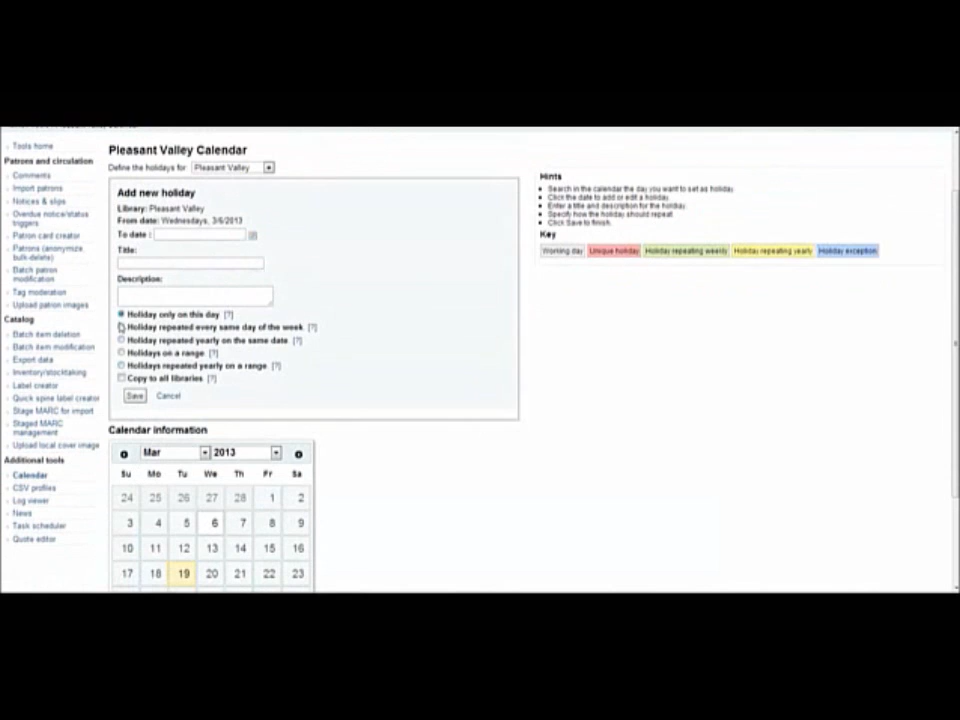 Tools home
Patrons and circulation
Comments
Import patrons
Notices & slips
Overdue notice/status
triggers
Patron card creator
Patrons (anonymize,
bulk-delete)
Batch patron
modification
Tag moderation
Upload patron images
Catalog
Batch item deletion
Batch item modification
Export data
Inventory/stocktaking
Label creator
Quick spine label creator
Stage MARC for import
Staged MARC
management
Upload local cover image
Additional tools
Calendar
CSV profiles
Log viewer
News
Task scheduler
Quote editor
Pleasant Valley Calendar
Define the holidays for Pleasant Valley
Add new holiday
Library: Pleasant Valley
From date: Wednesdays, 3/6/2013
To date :
Title:
Description:
Holiday only on this day [?]
Holiday repeated every same day of the week [?]
Holiday repeated yearly on the same date [?]
Holidays on a range [?]
Holidays repeated yearly on a range [?]
Copy to all libraries [?]
Save Cancel
Calendar information
Mar 2013
Su Mo Tu We Th Fr Sa
24 25 26 27 28 1 2
3 4 5 6 7 8 9
10 11 12 13 14 15 16
17 18 19 20 21 22 23
Hints
Search in the calendar the day you want to set as holiday.
Click the date to add or edit a holiday.
Enter a title and description for the holiday.
Specify how the holiday should repeat.
Click Save to finish.
Key
Working day Unique holiday Holiday repeating weekly Holiday repeating yearly Holiday exception